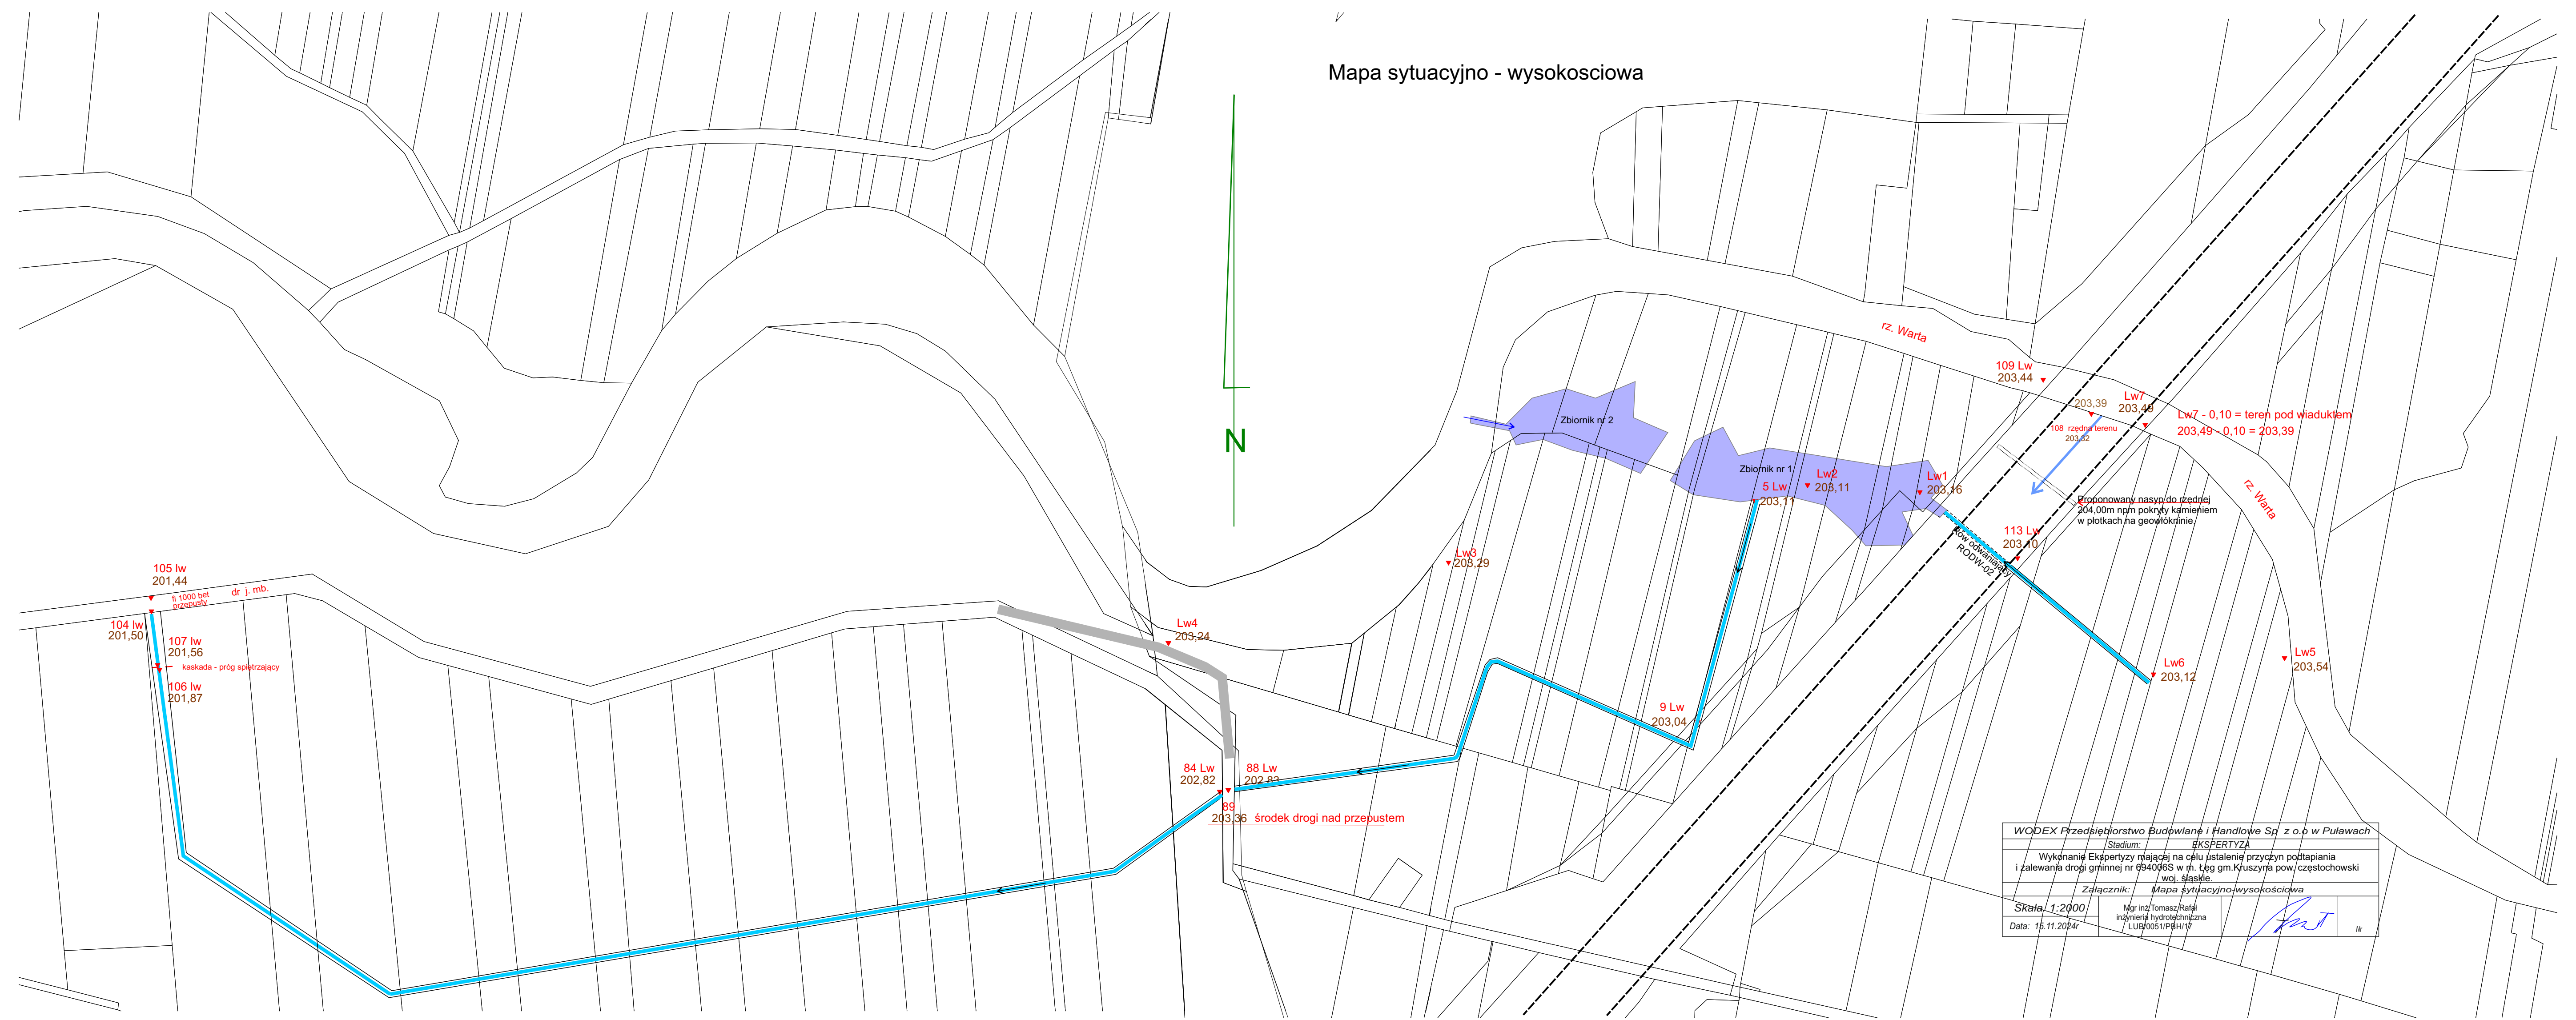 Mapa sytuacyjno - wysokosciowa
N
rz. Warta
109 Lw
203,44
203,39
Lw7
203,49
Lw7 - 0,10 = teren pod wiaduktem
203,49 - 0,10 = 203,39
108 rzędna terenu
203,32
Zbiornik nr 2
Zbiornik nr 1
5 Lw
203,11
Lw2
203,11
Lw1
203,16
rz. Warta
Proponowany nasyp do rzędnej
204,00m npm pokryty kamieniem
w płotkach na geowłókninie.
113 Lw
203,10
Rów odwaniający
RODW-02
Lw3
203,29
105 lw
201,44
fi 1000 bet
przepusty
dr j. mb.
104 lw
201,50
107 lw
201,56
kaskada - próg spiętrzający
106 lw
201,87
Lw4
203,24
Lw5
203,54
Lw6
203,12
9 Lw
203,04
84 Lw
202,82
88 Lw
202,83
89
203,36 środek drogi nad przepustem
WODEX Przedsiębiorstwo Budowlane i Handlowe Sp z o.o w Puławach
Stadium: EKSPERTYZA
Wykonanie Ekspertyzy mającej na celu ustalenie przyczyn podtapiania
i zalewania drogi gminnej nr 694006S w m. Łęg gm.Kruszyna pow. częstochowski
woj. śląskie.
Załącznik: Mapa sytuacyjno-wysokościowa
Skala, 1:2000
Mgr inż.Tomasz Rafał
inżynieria hydrotechniczna
LUB/0051/PBH/17
Data: 15.11.2024r
Nr